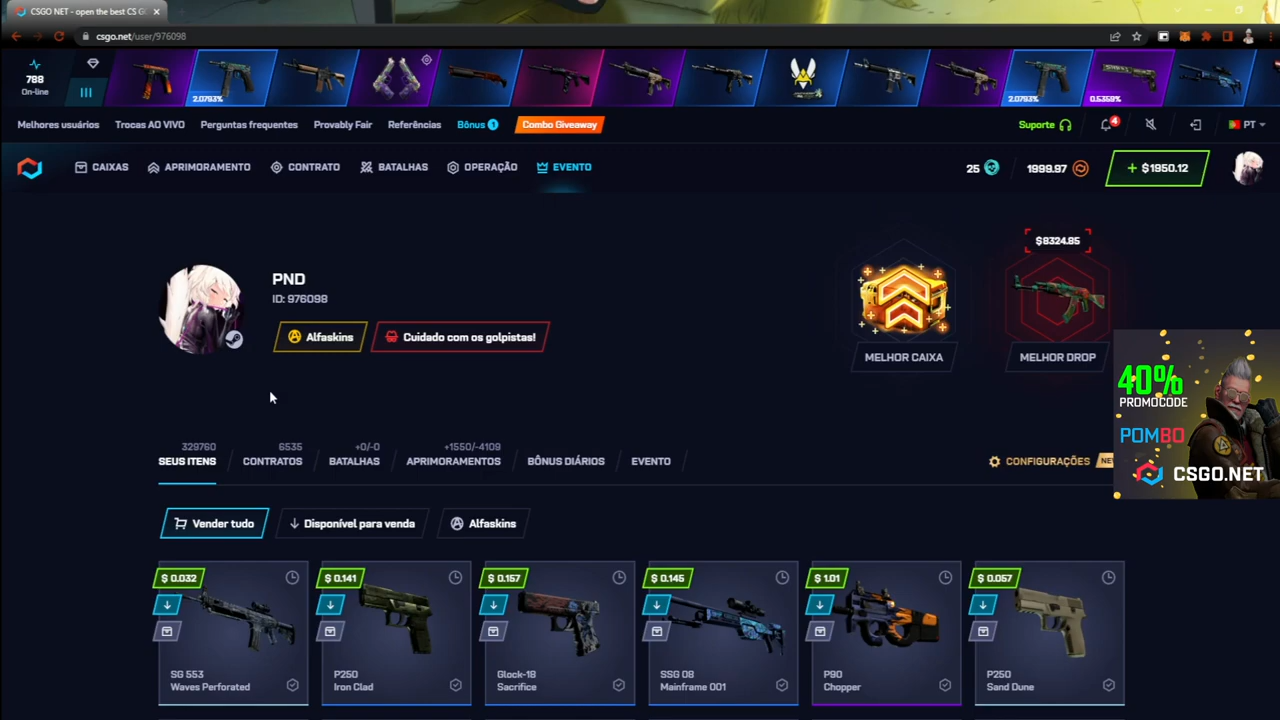 CSGO NET - open the best CS G
csgo.net/user/976098
788
On-line
2.0793%
2.0793%
0.5359%
Melhores usuários
Trocas AO VIVO
Perguntas frequentes
Provably Fair
Referências
Bônus 1
Combo Giveaway
Suporte
4
PT
CAIXAS
APRIMORAMENTO
CONTRATO
BATALHAS
OPERAÇÃO
EVENTO
25
1999.97
+ $1950.12
PND
ID: 976098
Alfaskins
Cuidado com os golpistas!
MELHOR CAIXA
$8324.85
MELHOR DROP
40%
PROMOCODE
POMBO
CSGO.NET
329760
SEUS ITENS
6535
CONTRATOS
+0/-0
BATALHAS
+1550/-4109
APRIMORAMENTOS
BÔNUS DIÁRIOS
EVENTO
CONFIGURAÇÕES
Vender tudo
Disponível para venda
Alfaskins
$ 0.032
SG 553
Waves Perforated
$ 0.141
P250
Iron Clad
$ 0.157
Glock-18
Sacrifice
$ 0.145
SSG 08
Mainframe 001
$ 1.01
P90
Chopper
$ 0.057
P250
Sand Dune